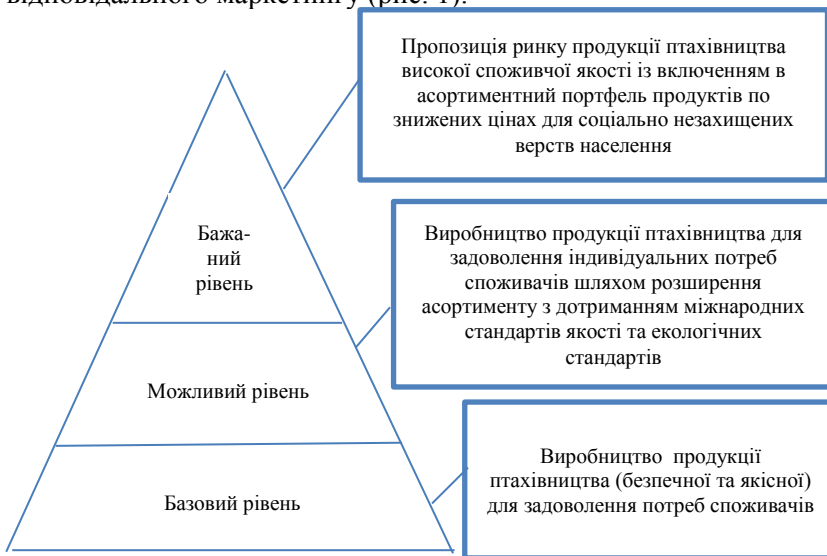 відповідального маркетингу (рис. 1).
Пропозиція ринку продукції птахівництва
високої споживчої якості із включенням в
асортиментний портфель продуктів по
знижених цінах для соціально незахищених
верств населення
Бажа-
ний
рівень
Виробництво продукції птахівництва для
задоволення індивідуальних потреб
споживачів шляхом розширення
асортименту з дотриманням міжнародних
стандартів якості та екологічних
стандартів
Можливий рівень
Виробництво продукції
птахівництва (безпечної та якісної)
для задоволення потреб споживачів
Базовий рівень